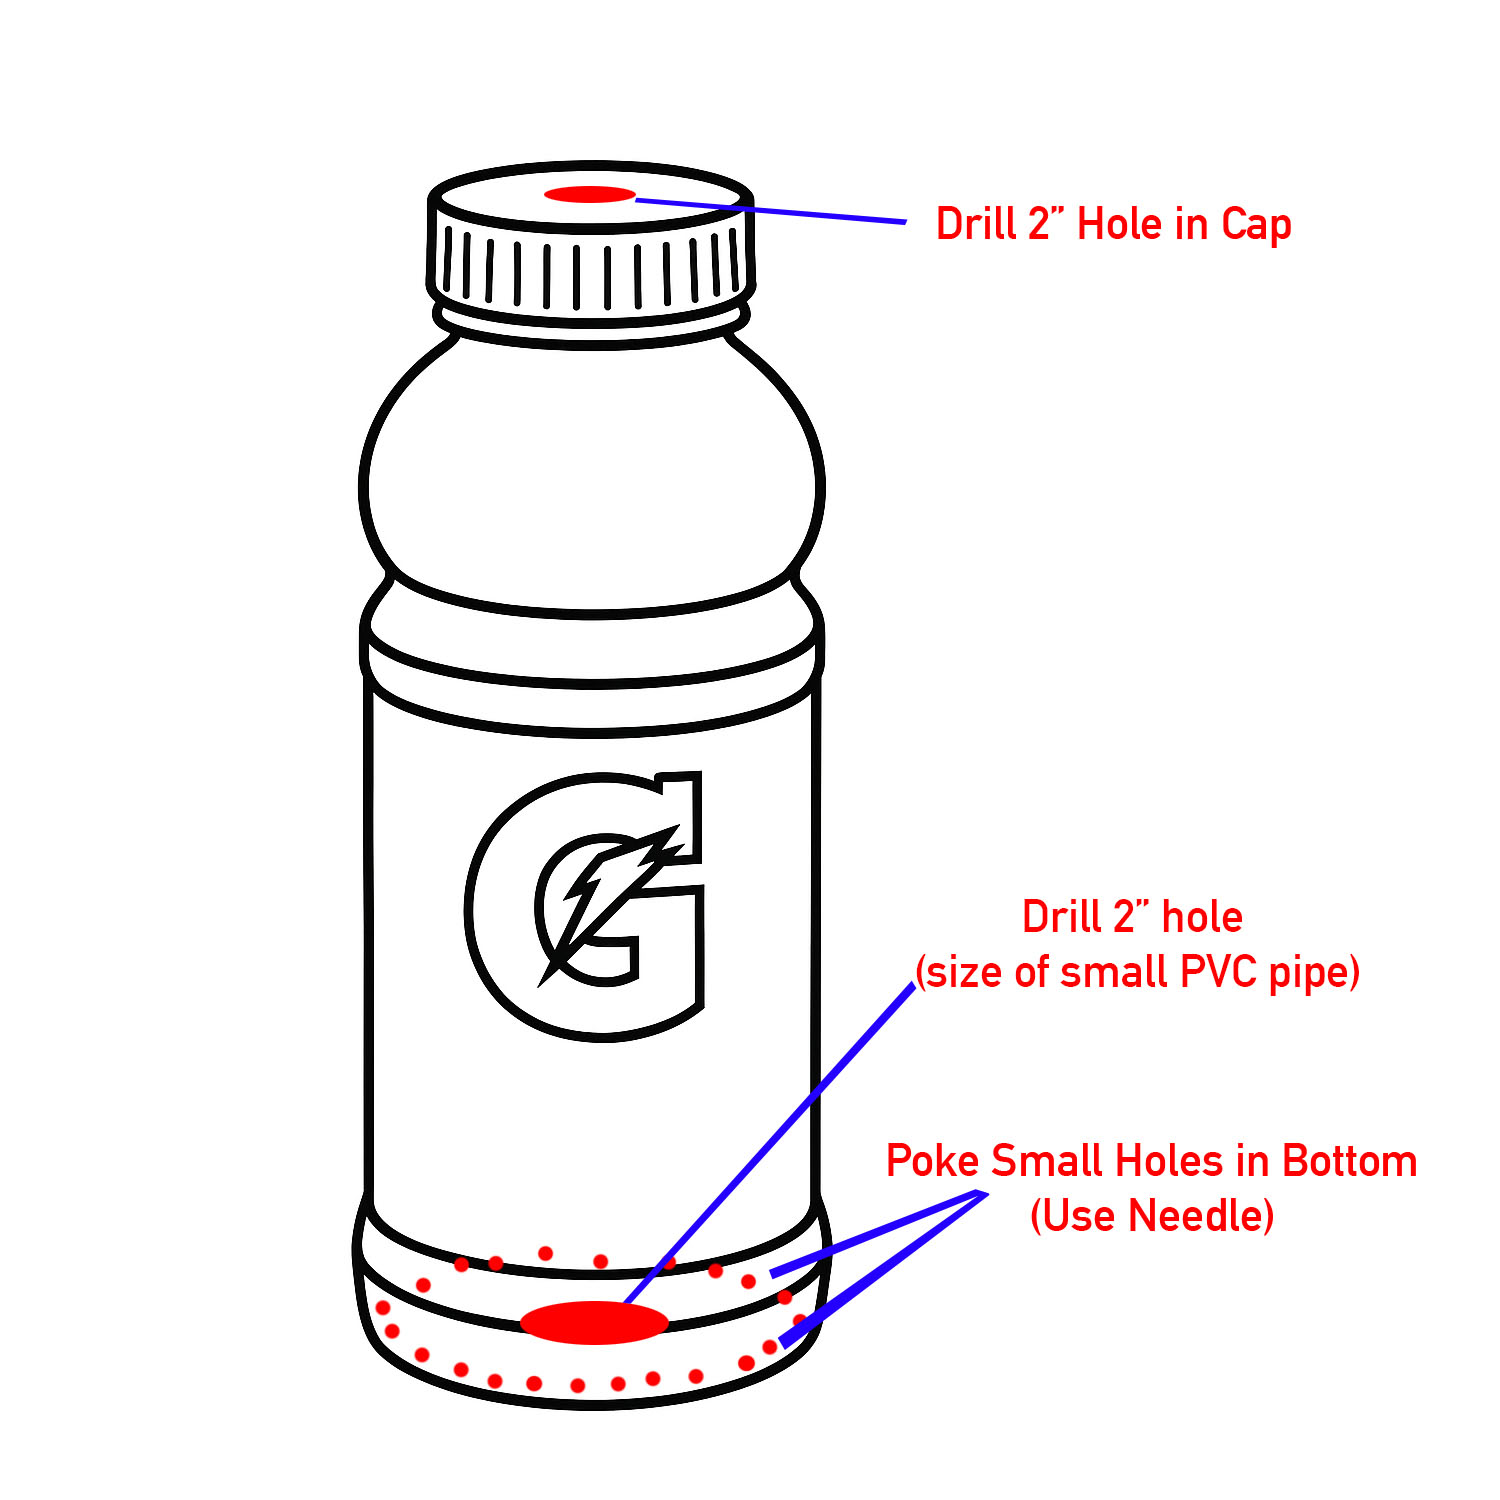 Drill 2” Hole in Cap
G
Drill 2” hole
(size of small PVC pipe)
Poke Small Holes in Bottom
(Use Needle)